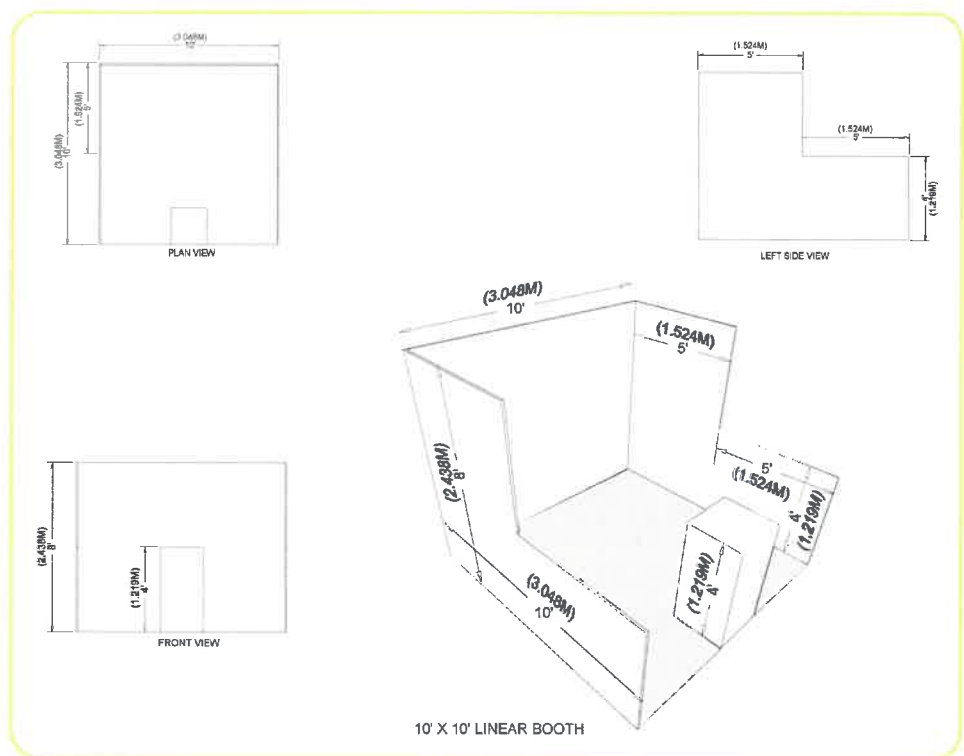 (3.048M)
10'
(1.524M)
5'
(3.048M)
10'
PLAN VIEW
(1.524M)
5'
(1.524M)
5'
4'
(1.219M)
LEFT SIDE VIEW
(3.048M)
10'
(1.524M)
5'
(2.438M)
8'
5'
(1.524M)
4'
(1.219M)
(1.219M)
4'
(3.048M)
10'
(2.438M)
8'
(1.219M)
4'
FRONT VIEW
10' X 10' LINEAR BOOTH